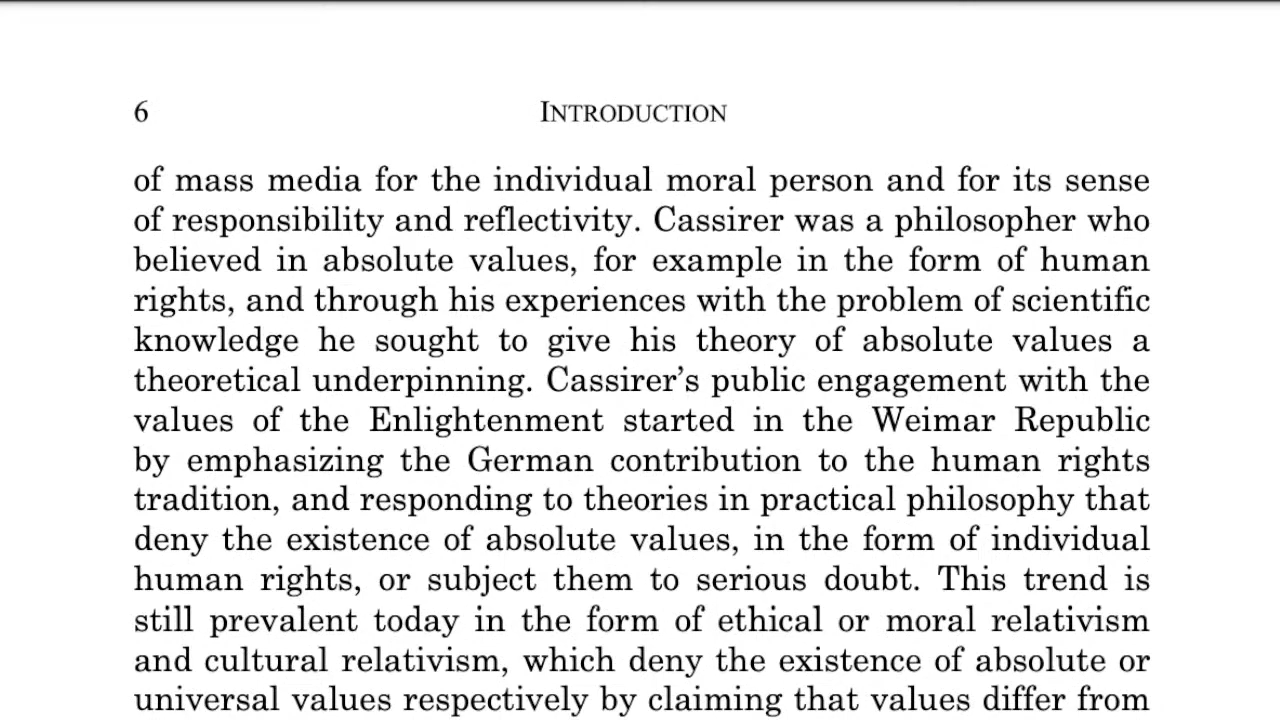 6
INTRODUCTION
of mass media for the individual moral person and for its sense
of responsibility and reflectivity. Cassirer was a philosopher who
believed in absolute values, for example in the form of human
rights, and through his experiences with the problem of scientific
knowledge he sought to give his theory of absolute values a
theoretical underpinning. Cassirer’s public engagement with the
values of the Enlightenment started in the Weimar Republic
by emphasizing the German contribution to the human rights
tradition, and responding to theories in practical philosophy that
deny the existence of absolute values, in the form of individual
human rights, or subject them to serious doubt. This trend is
still prevalent today in the form of ethical or moral relativism
and cultural relativism, which deny the existence of absolute or
universal values respectively by claiming that values differ from